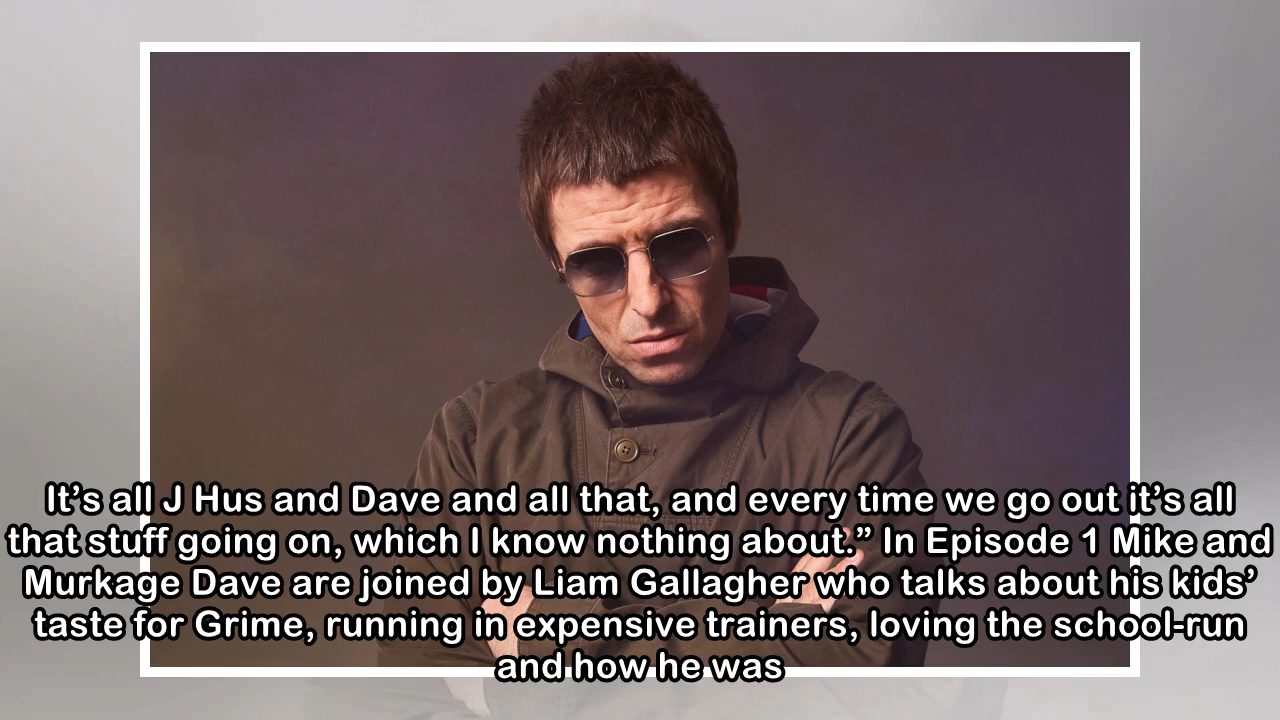 It’s all J Hus and Dave and all that, and every time we go out it’s all
that stuff going on, which I know nothing about.” In Episode 1 Mike and
Murkage Dave are joined by Liam Gallagher who talks about his kids’
taste for Grime, running in expensive trainers, loving the school-run
and how he was